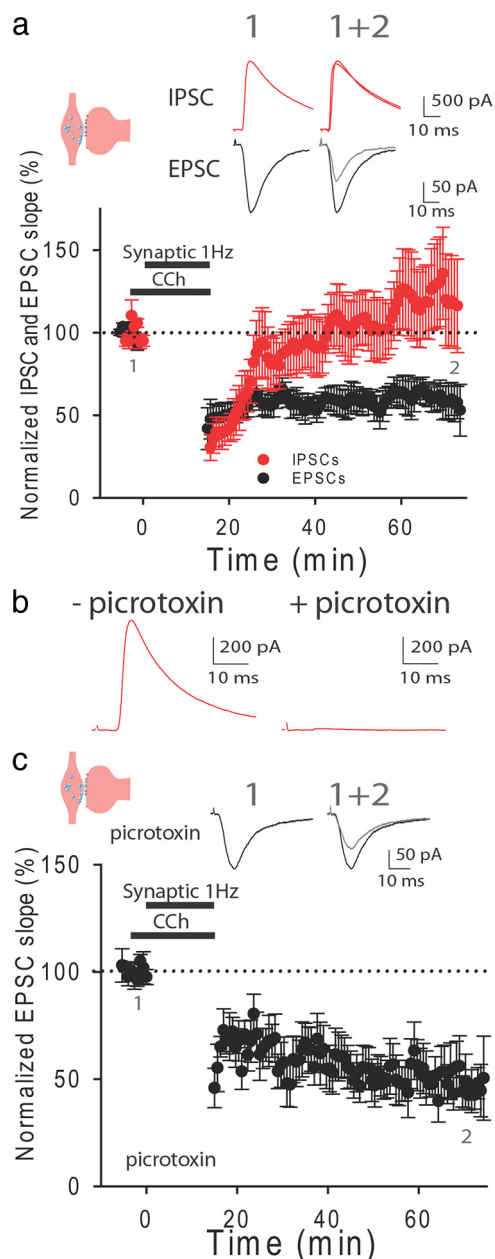 a
1 1+2
IPSC
500 pA
10 ms
EPSC
50 pA
10 ms
Normalized IPSC and EPSC slope (%)
150
100
50
0
Synaptic 1Hz
CCh
1
2
IPSCs
EPSCs
0 20 40 60
Time (min)
b
- picrotoxin + picrotoxin
200 pA
10 ms
200 pA
10 ms
c
1 1+2
picrotoxin
50 pA
10 ms
Normalized EPSC slope (%)
150
100
50
0
Synaptic 1Hz
CCh
1
2
picrotoxin
0 20 40 60
Time (min)